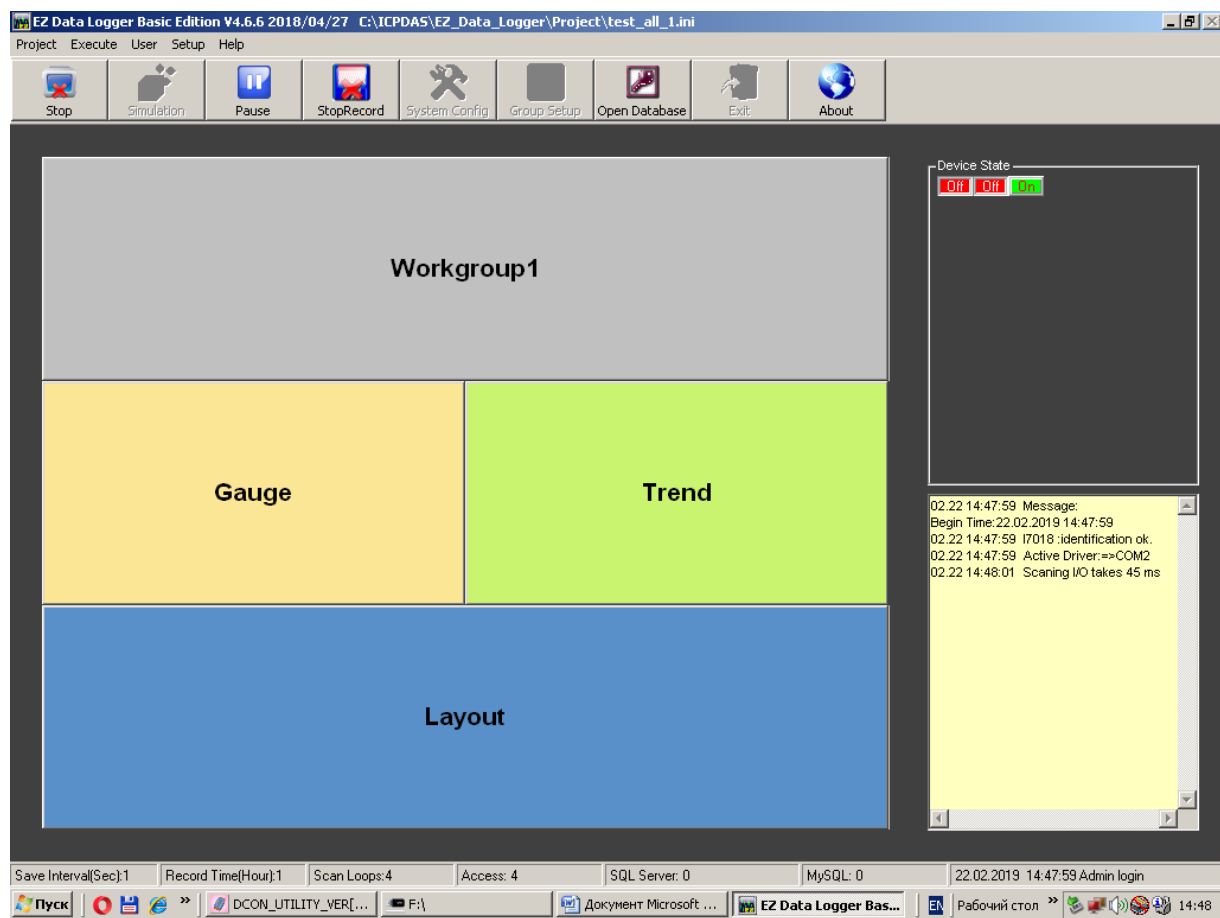 EZ Data Logger Basic Edition V4.6.6 2018/04/27 C:\ICPDAS\EZ_Data_Logger\Project\test_all_1.ini
Project Execute User Setup Help
Stop Simulation Pause StopRecord System Config Group Setup Open Database Exit About
Workgroup1
Gauge Trend
Layout
Device State
Off Off On
02.22 14:47:59 Message:
Begin Time:22.02.2019 14:47:59
02.22 14:47:59 I7018 :identification ok.
02.22 14:47:59 Active Driver:=>COM2
02.22 14:48:01 Scaning I/O takes 45 ms
Save Interval(Sec):1 Record Time(Hour):1 Scan Loops:4 Access: 4 SQL Server: 0 MySQL: 0 22.02.2019 14:47:59 Admin login
Пуск » DCON_UTILITY_VER[... F:\ Документ Microsoft ... EZ Data Logger Bas... EN Рабочий стол » 14:48